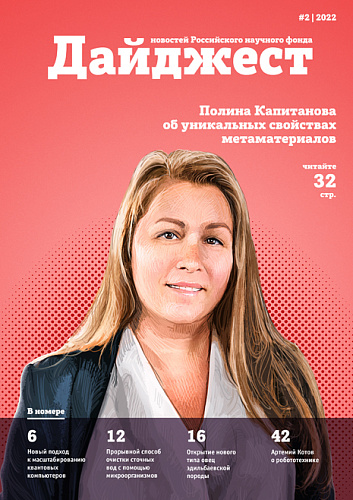 #2 | 2022
новостей Российского научного фонда
Дайджест
Полина Капитанова
об уникальных свойствах
метаматериалов
читайте
32
стр.
В номере
6
Новый подход
к масштабированию
квантовых
компьютеров
12
Прорывной способ
очистки сточных
вод с помощью
микроорганизмов
16
Открытие нового
типа овец
эдильбаевской
породы
42
Артемий Котов
о робототехнике